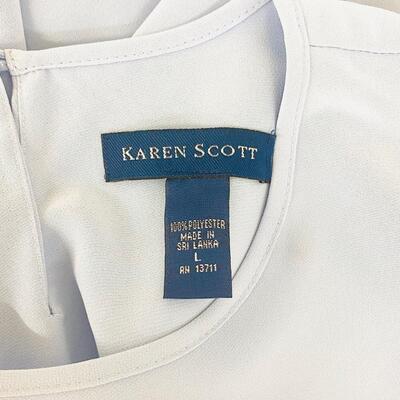 KAREN SCOTT
100% POLYESTER
MADE IN
SRI LANKA
L
RN 13711